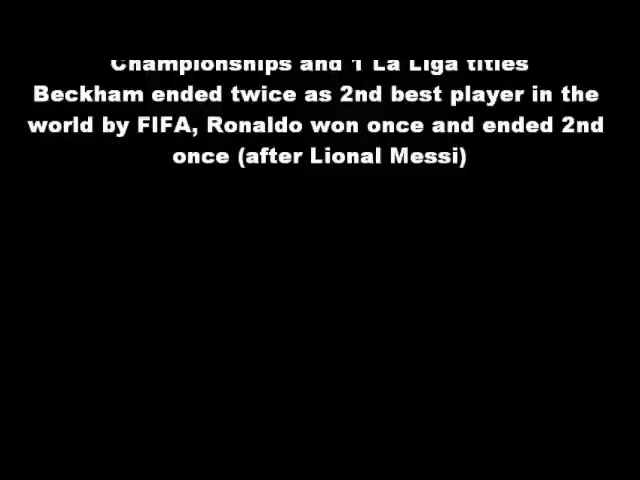 Championships and 1 La Liga titles
Beckham ended twice as 2nd best player in the
world by FIFA, Ronaldo won once and ended 2nd
once (after Lional Messi)